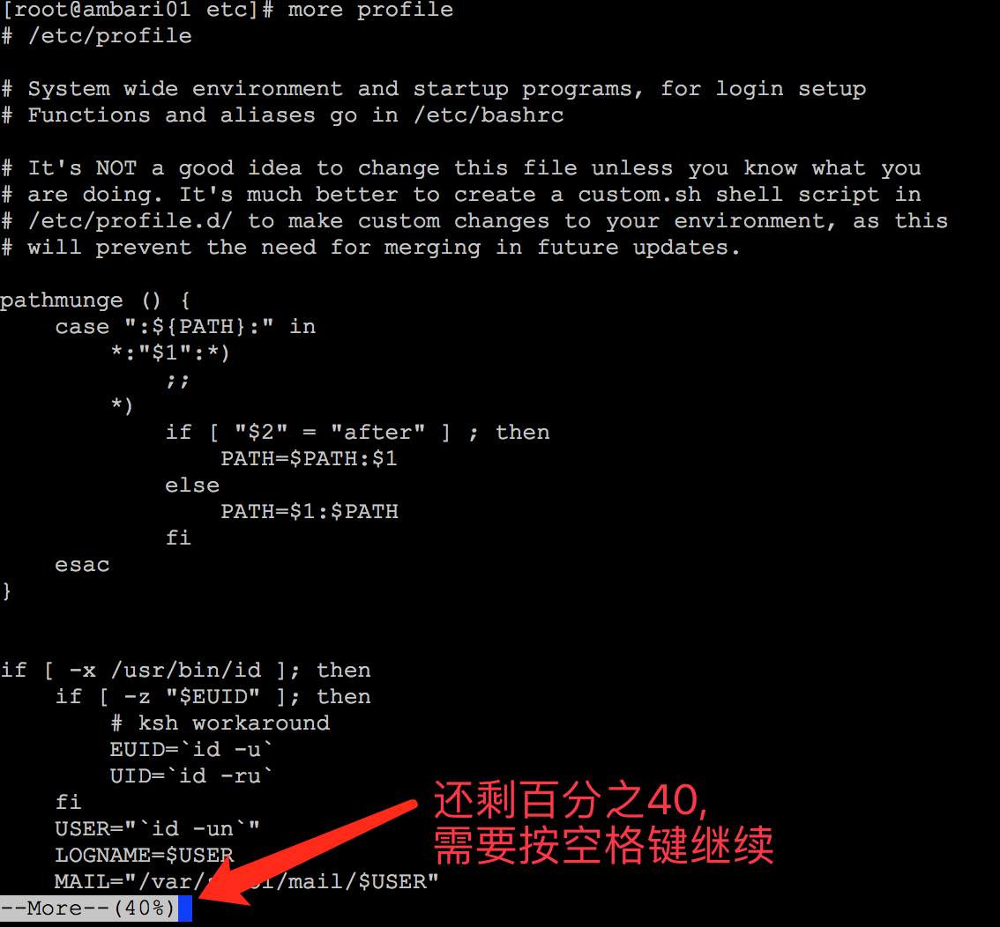 [root@ambari01 etc]# more profile
# /etc/profile
# System wide environment and startup programs, for login setup
# Functions and aliases go in /etc/bashrc
# It's NOT a good idea to change this file unless you know what you
# are doing. It's much better to create a custom.sh shell script in
# /etc/profile.d/ to make custom changes to your environment, as this
# will prevent the need for merging in future updates.
pathmunge () {
    case ":${PATH}:" in
        *:"$1":*)
            ;;
        *)
            if [ "$2" = "after" ] ; then
                PATH=$PATH:$1
            else
                PATH=$1:$PATH
            fi
    esac
}
if [ -x /usr/bin/id ]; then
    if [ -z "$EUID" ]; then
        # ksh workaround
        EUID=`id -u`
        UID=`id -ru`
    fi
    USER="`id -un`"
    LOGNAME=$USER
    MAIL="/var/ /mail/$USER"
--More--(40%)
还剩百分之40,
需要按空格键继续